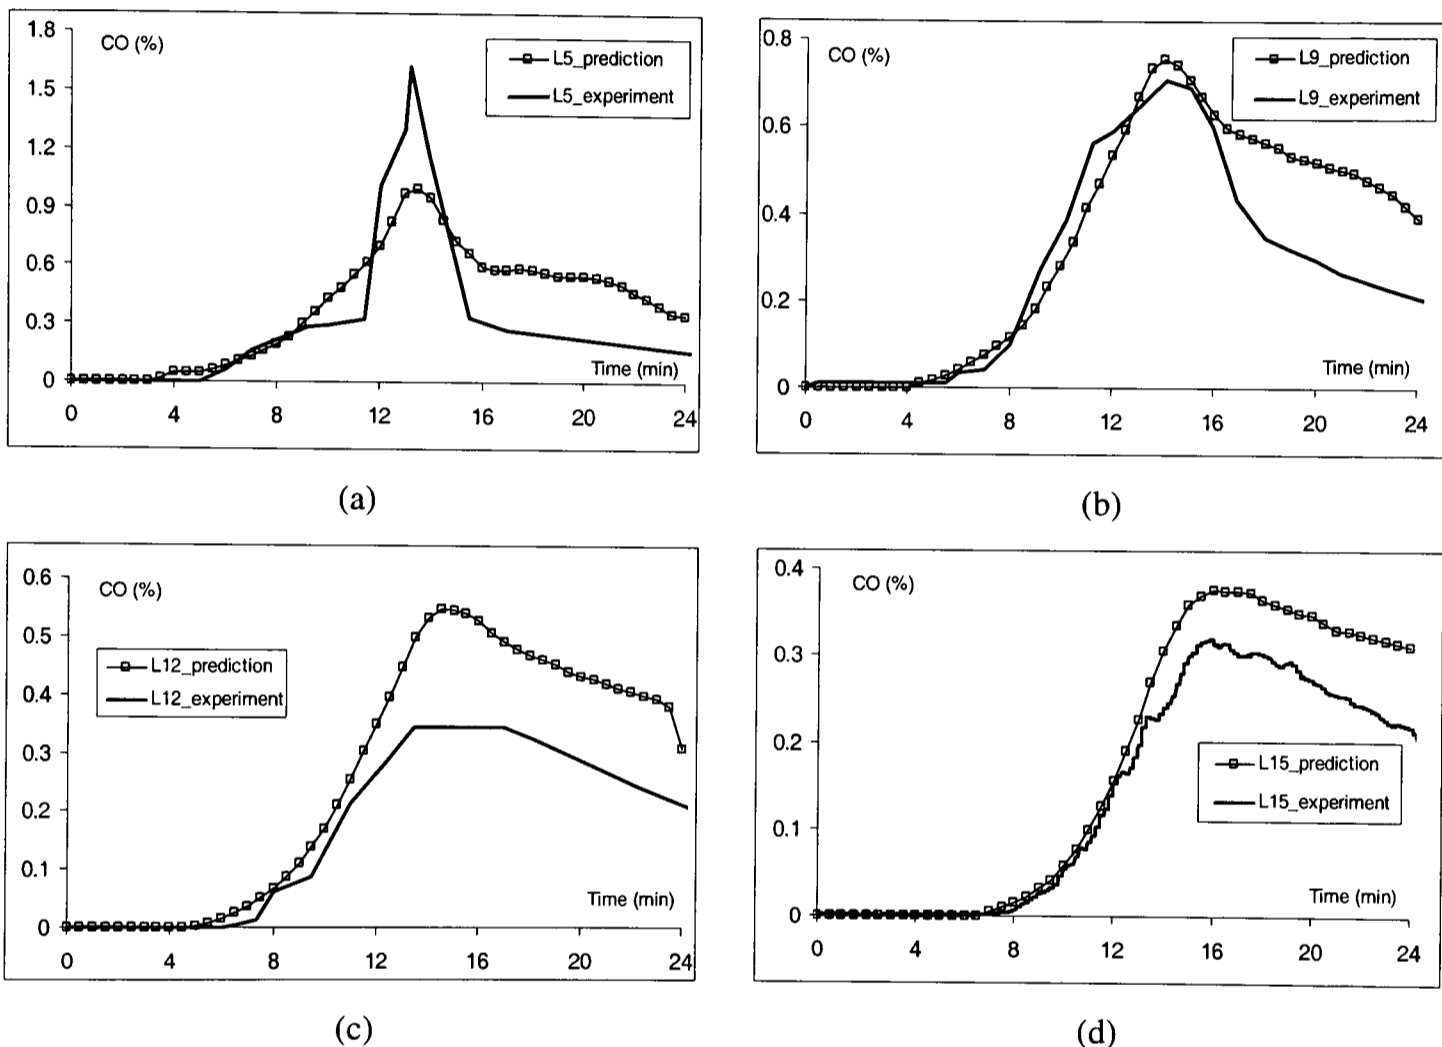 CO (%)
L5_prediction
L5_experiment
1.8
1.5
1.2
0.9
0.6
0.3
0
Time (min)
0 4 8 12 16 20 24
(a)
CO (%)
L9_prediction
L9_experiment
0.8
0.6
0.4
0.2
0
Time (min)
0 4 8 12 16 20 24
(b)
CO (%)
L12_prediction
L12_experiment
0.6
0.5
0.4
0.3
0.2
0.1
0
Time (min)
0 4 8 12 16 20 24
(c)
CO (%)
0.4
0.3
0.2
0.1
0
L15_prediction
L15_experiment
Time (min)
0 4 8 12 16 20 24
(d)